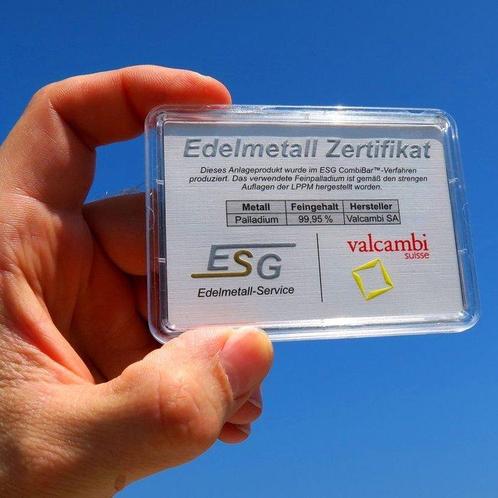 Edelmetall Zertifikat
Dieses Anlageprodukt wurde im ESG CombiBar™-Verfahren
produziert. Das verwendete Feinpalladium ist gemäß den strengen
Auflagen der LPPM hergestellt worden.
Metall Feingehalt Hersteller
Palladium 99,95 % Valcambi SA
ESG
Edelmetall-Service
valcambi
suisse